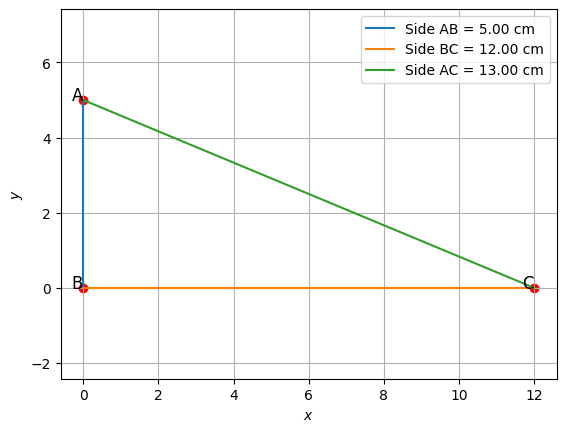 Side AB = 5.00 cm
Side BC = 12.00 cm
Side AC = 13.00 cm
6
A
4
y
2
B
C
0
−2
0 2 4 6 8 10 12
x